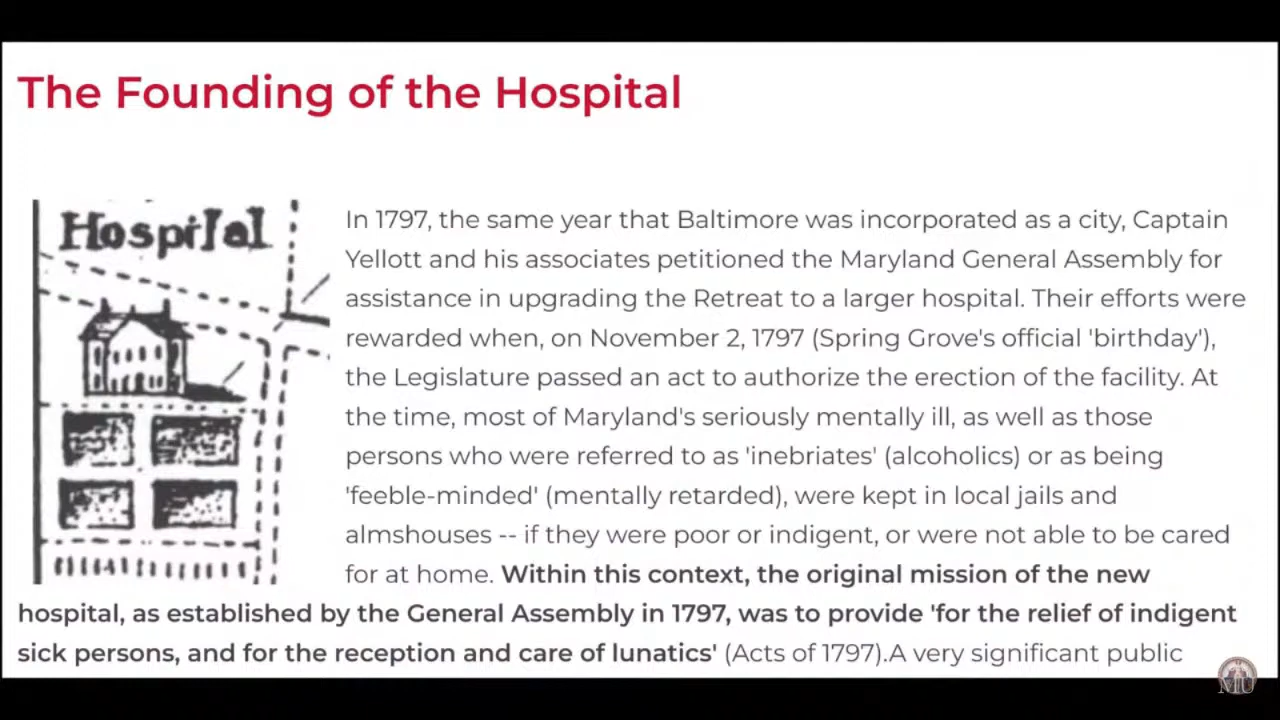 The Founding of the Hospital
Hospital
In 1797, the same year that Baltimore was incorporated as a city, Captain
Yellott and his associates petitioned the Maryland General Assembly for
assistance in upgrading the Retreat to a larger hospital. Their efforts were
rewarded when, on November 2, 1797 (Spring Grove's official 'birthday'),
the Legislature passed an act to authorize the erection of the facility. At
the time, most of Maryland's seriously mentally ill, as well as those
persons who were referred to as 'inebriates' (alcoholics) or as being
'feeble-minded' (mentally retarded), were kept in local jails and
almshouses -- if they were poor or indigent, or were not able to be cared
for at home. Within this context, the original mission of the new
hospital, as established by the General Assembly in 1797, was to provide 'for the relief of indigent
sick persons, and for the reception and care of lunatics' (Acts of 1797).A very significant public
MU